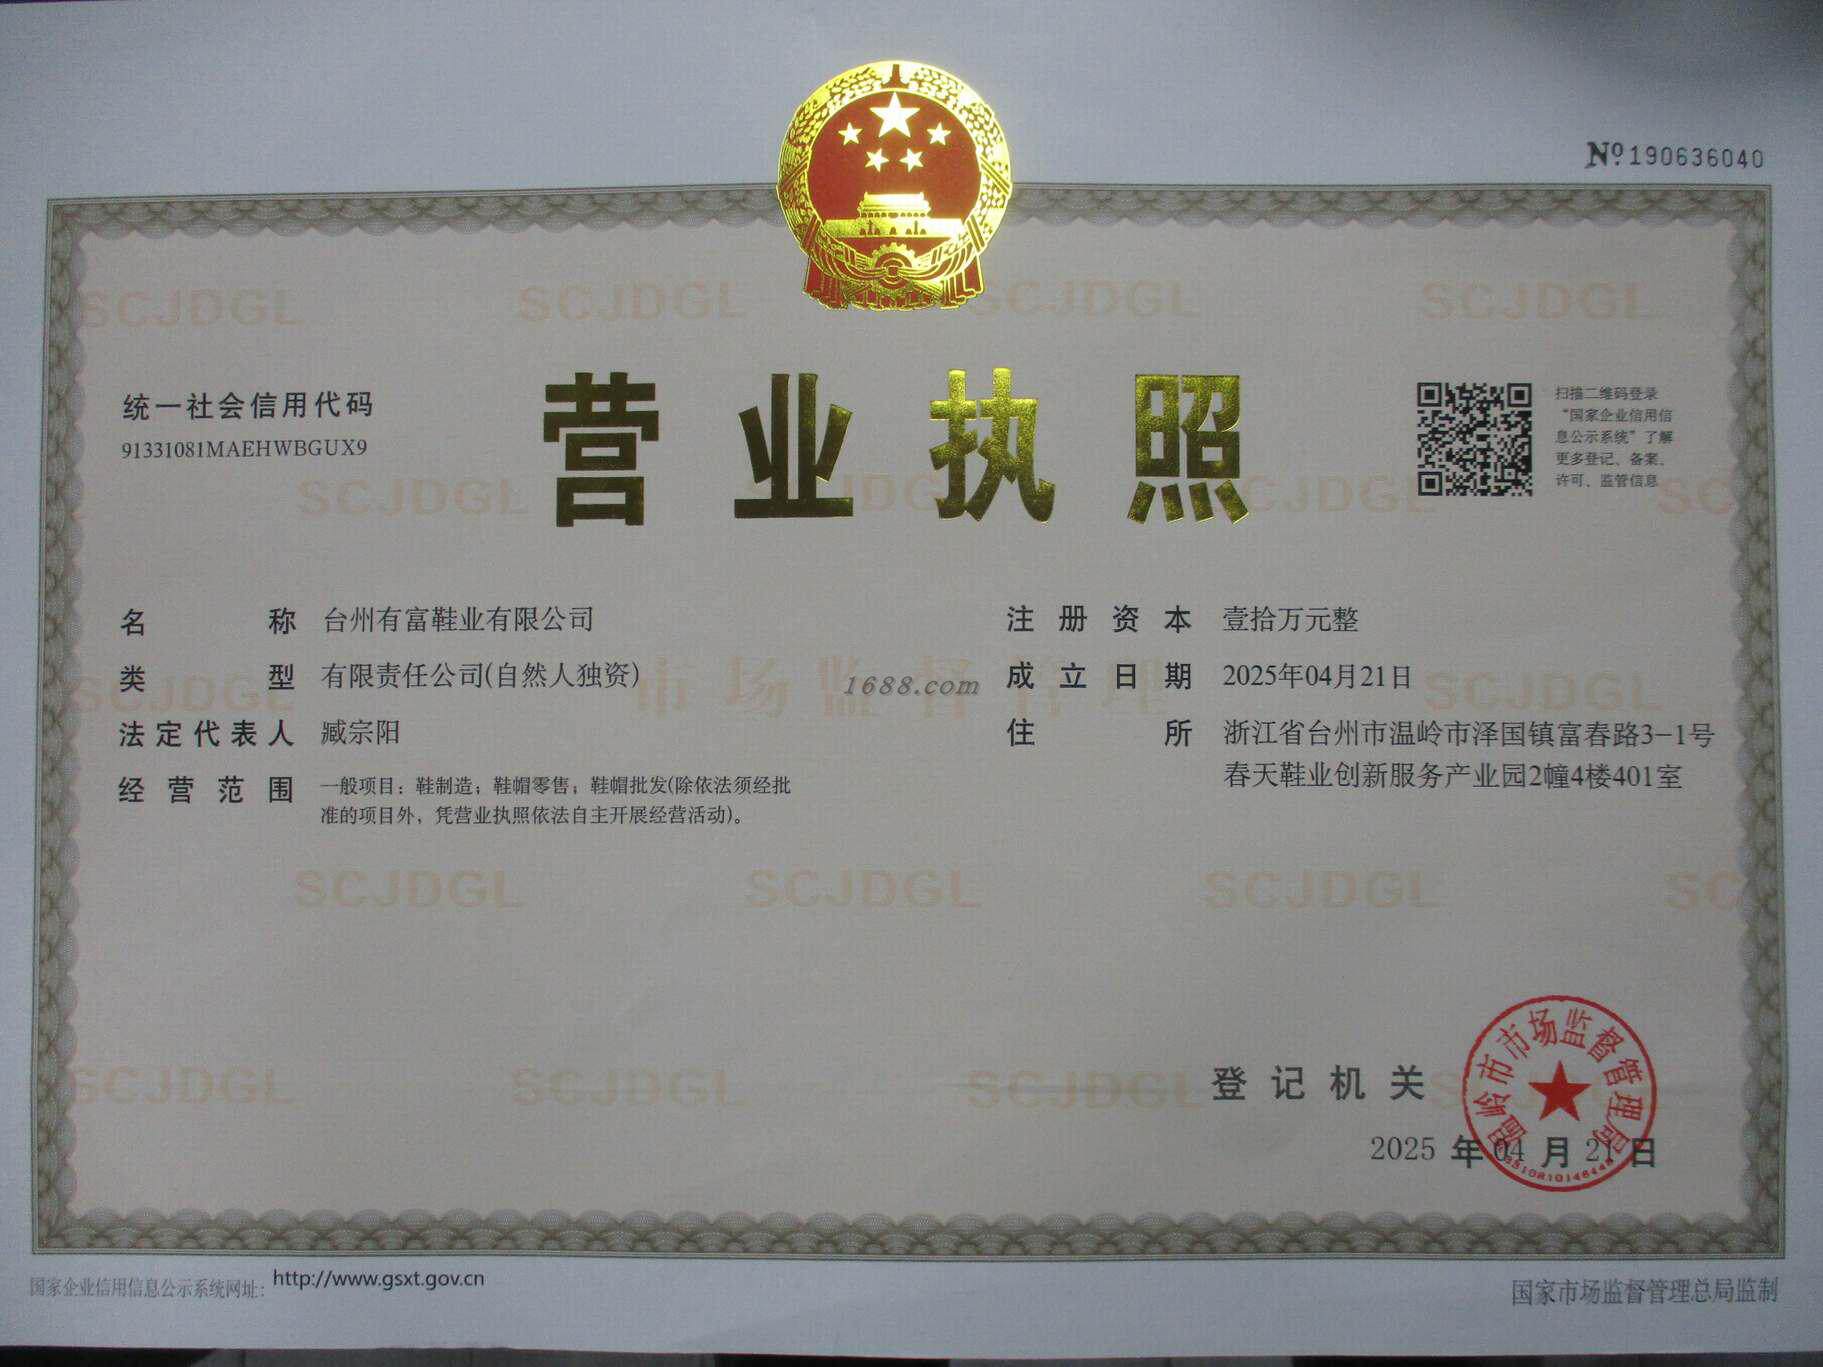 №190636040
统一社会信用代码
91331081MAEHWBGUX9
营业执照
扫描二维码登录
“国家企业信用信
息公示系统”了解
更多登记、备案、
许可、监管信息
名称 台州有富鞋业有限公司
类型 有限责任公司(自然人独资)
法定代表人 臧宗阳
经营范围 一般项目：鞋制造；鞋帽零售；鞋帽批发(除依法须经批
准的项目外，凭营业执照依法自主开展经营活动)。
注册资本 壹拾万元整
成立日期 2025年04月21日
住所 浙江省台州市温岭市泽国镇富春路3-1号
春天鞋业创新服务产业园2幢4楼401室
1688.com
SCJDGL
市场监督管理
登记机关
温岭市市场监督管理局
2025 年 04 月 21 日
国家企业信用信息公示系统网址：http://www.gsxt.gov.cn
国家市场监督管理总局监制